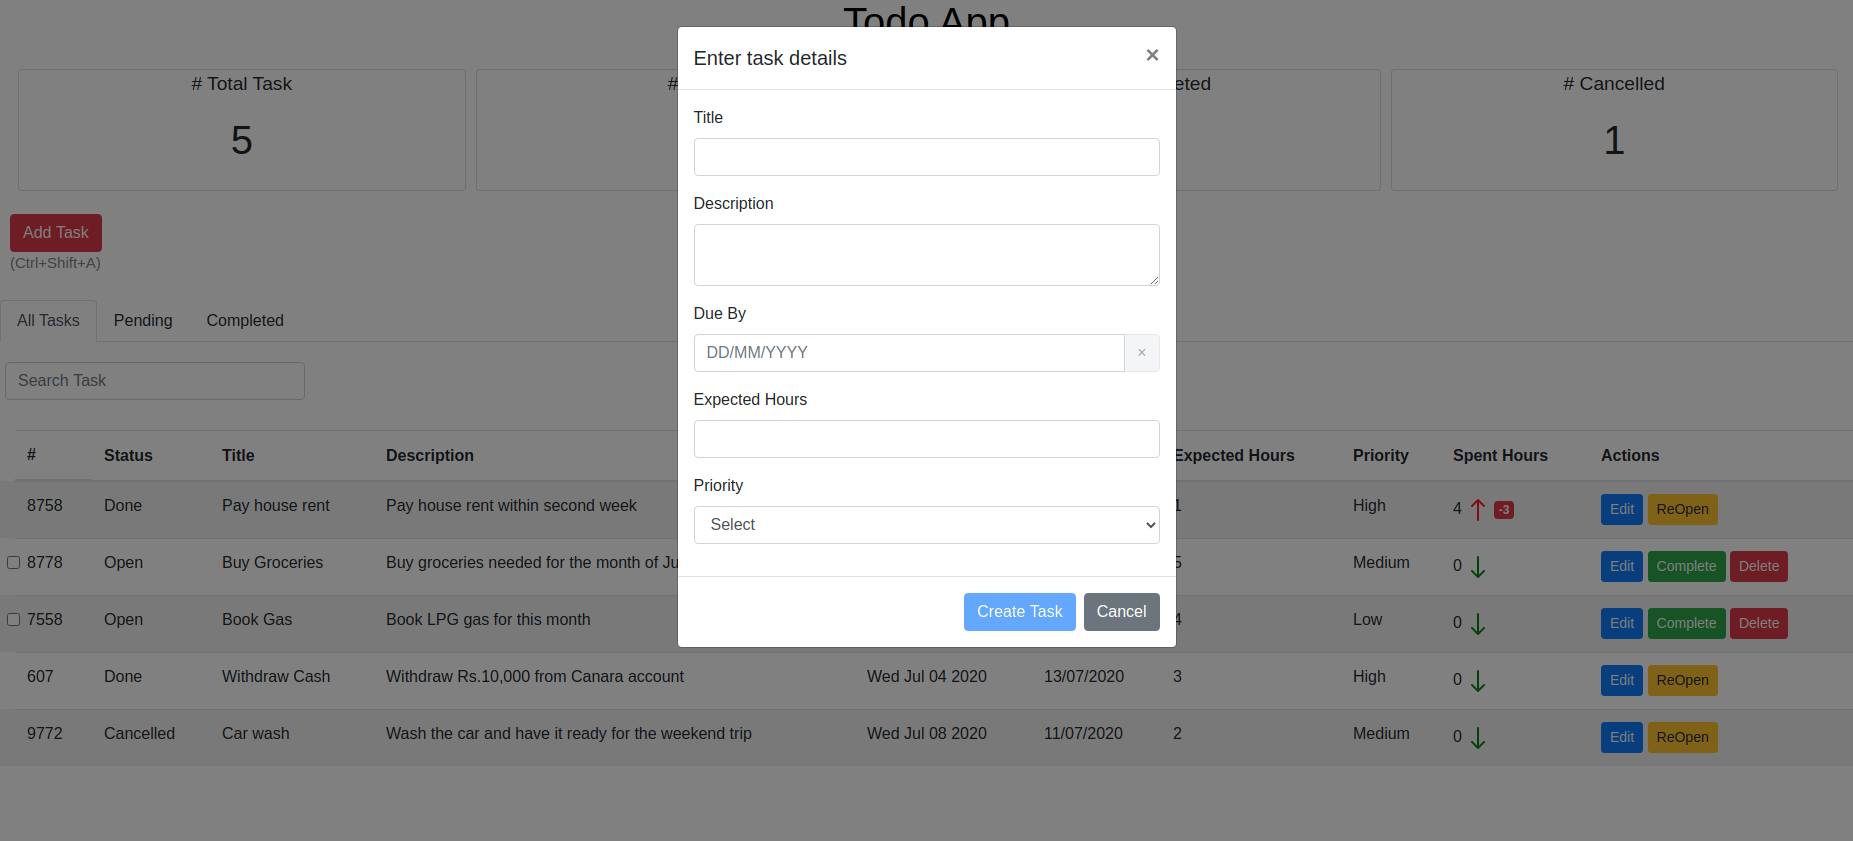 Todo App
Enter task details ×
# Total Task
#
eted
# Cancelled
5
1
Title
Description
Add Task
(Ctrl+Shift+A)
Due By
All Tasks Pending Completed
DD/MM/YYYY ×
Search Task
Expected Hours
# Status Title Description Expected Hours Priority Spent Hours Actions
Priority
Select
8758 Done Pay house rent Pay house rent within second week 1 High 4 -3 Edit ReOpen
8778 Open Buy Groceries Buy groceries needed for the month of Ju 5 Medium 0 Edit Complete Delete
Create Task Cancel
7558 Open Book Gas Book LPG gas for this month 4 Low 0 Edit Complete Delete
607 Done Withdraw Cash Withdraw Rs.10,000 from Canara account Wed Jul 04 2020 13/07/2020 3 High 0 Edit ReOpen
9772 Cancelled Car wash Wash the car and have it ready for the weekend trip Wed Jul 08 2020 11/07/2020 2 Medium 0 Edit ReOpen